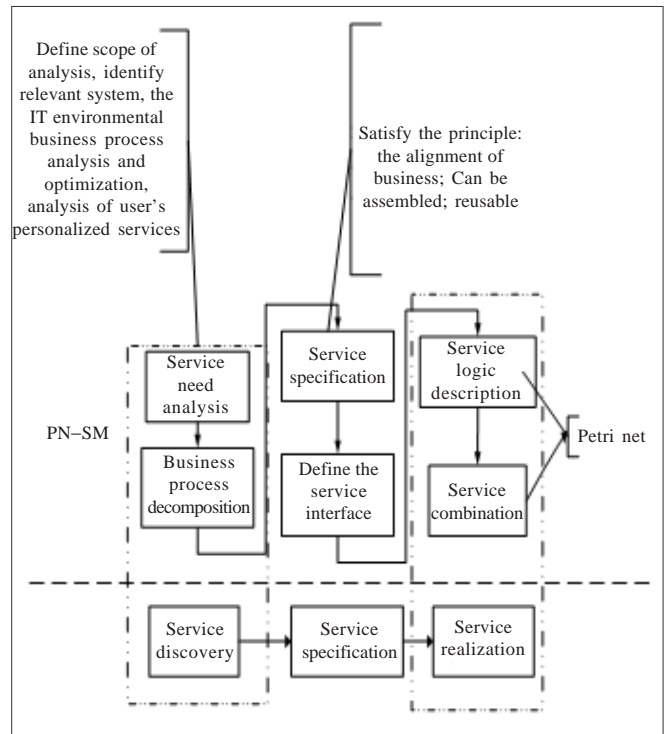 Define scope of
analysis, identify
relevant system, the
IT environmental
business process
analysis and
optimization,
analysis of user's
personalized services
Satisfy the principle:
the alignment of
business; Can be
assembled; reusable
PN–SM
Service
need
analysis
Business
process
decomposition
Service
specification
Define the
service
interface
Service
logic
description
Service
combination
Petri net
Service
discovery
Service
specification
Service
realization